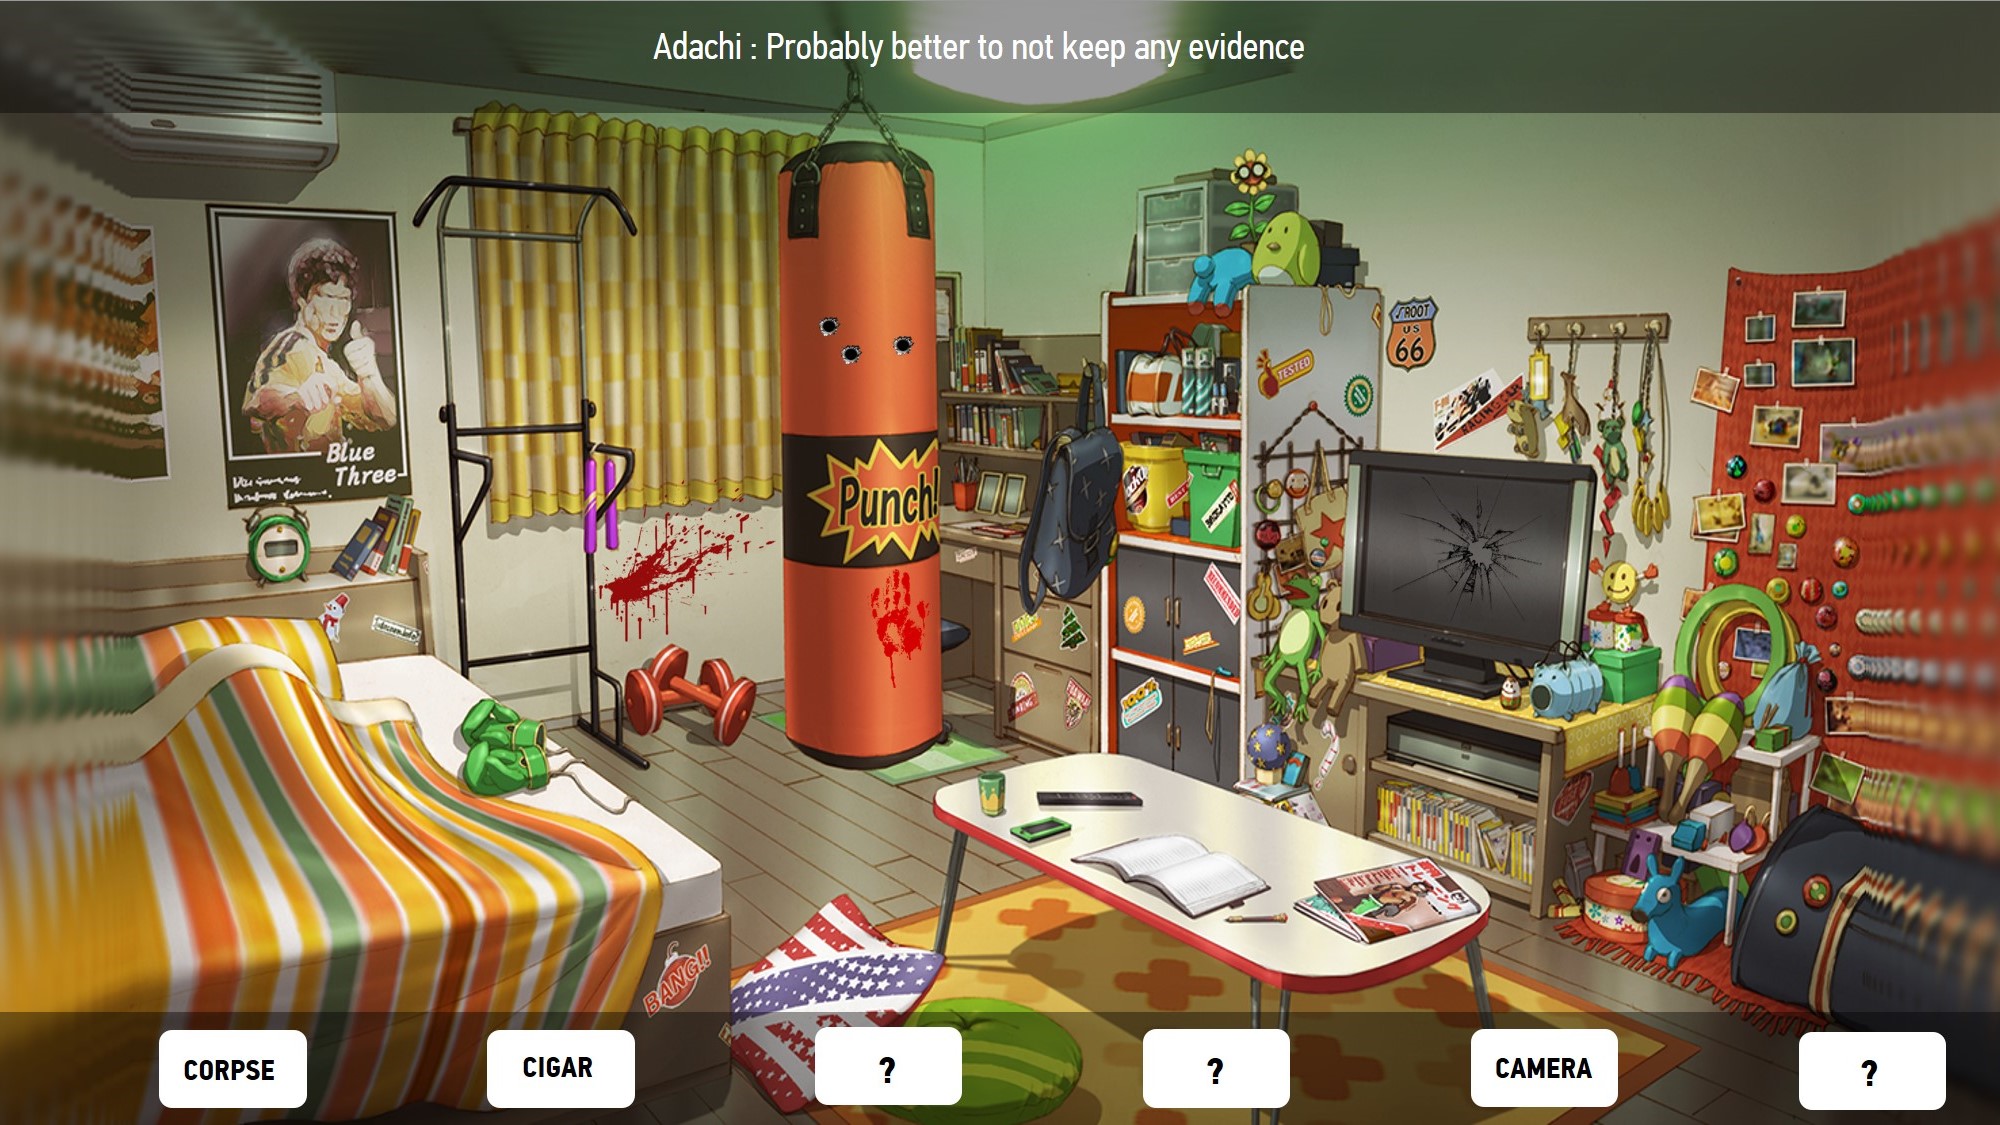 Adachi : Probably better to not keep any evidence
ROOT
US
66
TESTED
RACING
Blue
Three
Punch!
BANG!!
CORPSE
CIGAR
?
?
CAMERA
?